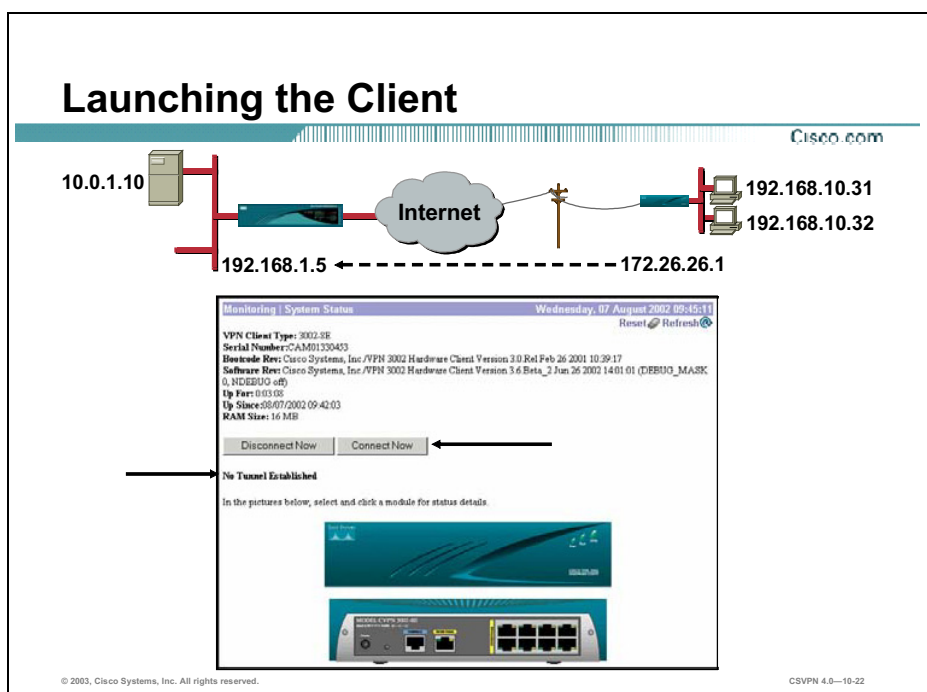 Launching the Client
Cisco.com
10.0.1.10
Internet
192.168.10.31
192.168.10.32
192.168.1.5
172.26.26.1
Monitoring | System Status Wednesday, 07 August 2002 09:45:11
Reset Refresh
VPN Client Type: 3002-8E
Serial Number:CAM01330453
Bootcode Rev: Cisco Systems, Inc./VPN 3002 Hardware Client Version 3.0.Rel Feb 26 2001 10:39:17
Software Rev: Cisco Systems, Inc./VPN 3002 Hardware Client Version 3.6.Beta_2 Jun 26 2002 14:01:01 (DEBUG_MASK
0, NDEBUG off)
Up For: 0:03:08
Up Since:08/07/2002 09:42:03
RAM Size: 16 MB
Disconnect Now Connect Now
No Tunnel Established
In the pictures below, select and click a module for status details.
© 2003, Cisco Systems, Inc. All rights reserved. CSVPN 4.0—10-22